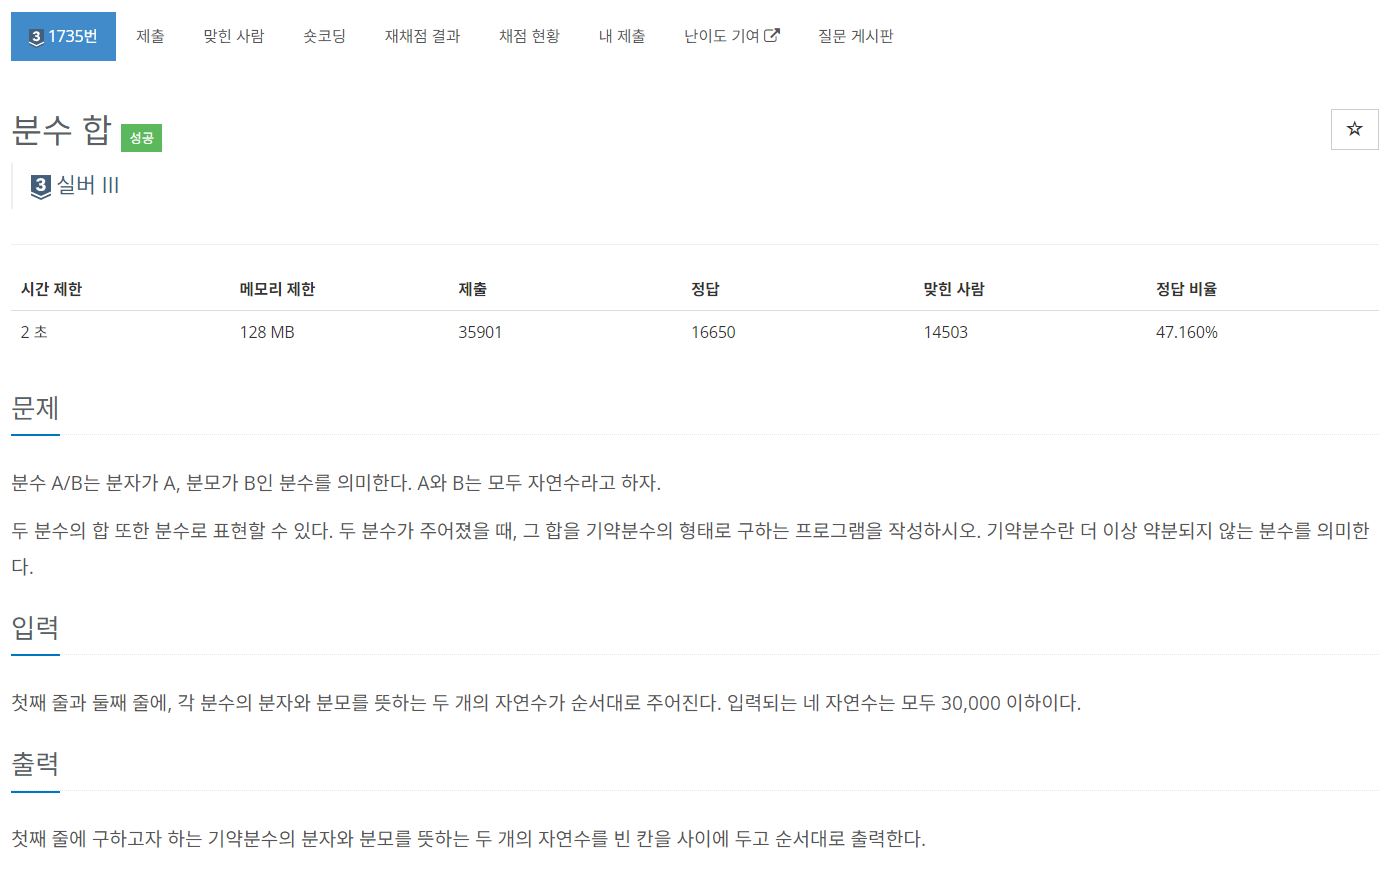 3 1735번 제출 맞힌 사람 숏코딩 재채점 결과 채점 현황 내 제출 난이도 기여 질문 게시판
분수 합 성공
3 실버 III
시간 제한 메모리 제한 제출 정답 맞힌 사람 정답 비율
2 초 128 MB 35901 16650 14503 47.160%
문제
분수 A/B는 분자가 A, 분모가 B인 분수를 의미한다. A와 B는 모두 자연수라고 하자.
두 분수의 합 또한 분수로 표현할 수 있다. 두 분수가 주어졌을 때, 그 합을 기약분수의 형태로 구하는 프로그램을 작성하시오. 기약분수란 더 이상 약분되지 않는 분수를 의미한
다.
입력
첫째 줄과 둘째 줄에, 각 분수의 분자와 분모를 뜻하는 두 개의 자연수가 순서대로 주어진다. 입력되는 네 자연수는 모두 30,000 이하이다.
출력
첫째 줄에 구하고자 하는 기약분수의 분자와 분모를 뜻하는 두 개의 자연수를 빈 칸을 사이에 두고 순서대로 출력한다.